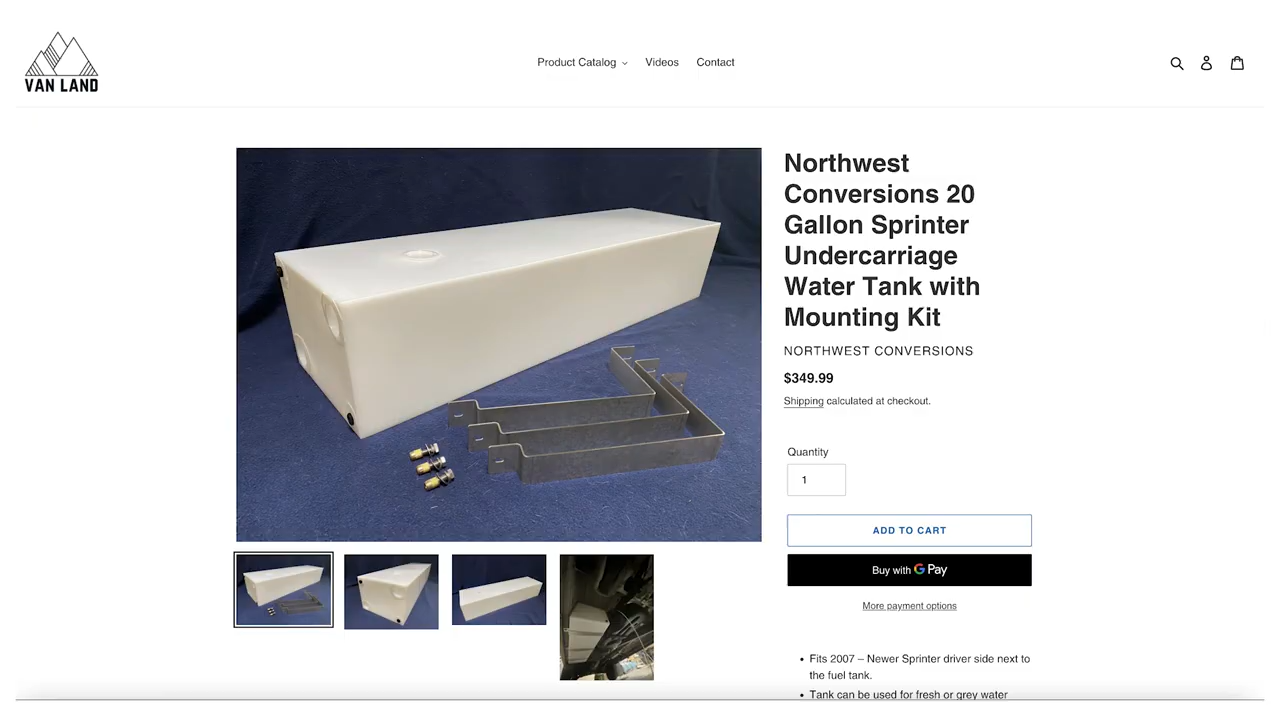 VAN LAND
Product Catalog
Videos
Contact
Northwest
Conversions 20
Gallon Sprinter
Undercarriage
Water Tank with
Mounting Kit
NORTHWEST CONVERSIONS
$349.99
Shipping calculated at checkout.
Quantity
1
ADD TO CART
Buy with G Pay
More payment options
• Fits 2007 – Newer Sprinter driver side next to
the fuel tank.
• Tank can be used for fresh or grey water